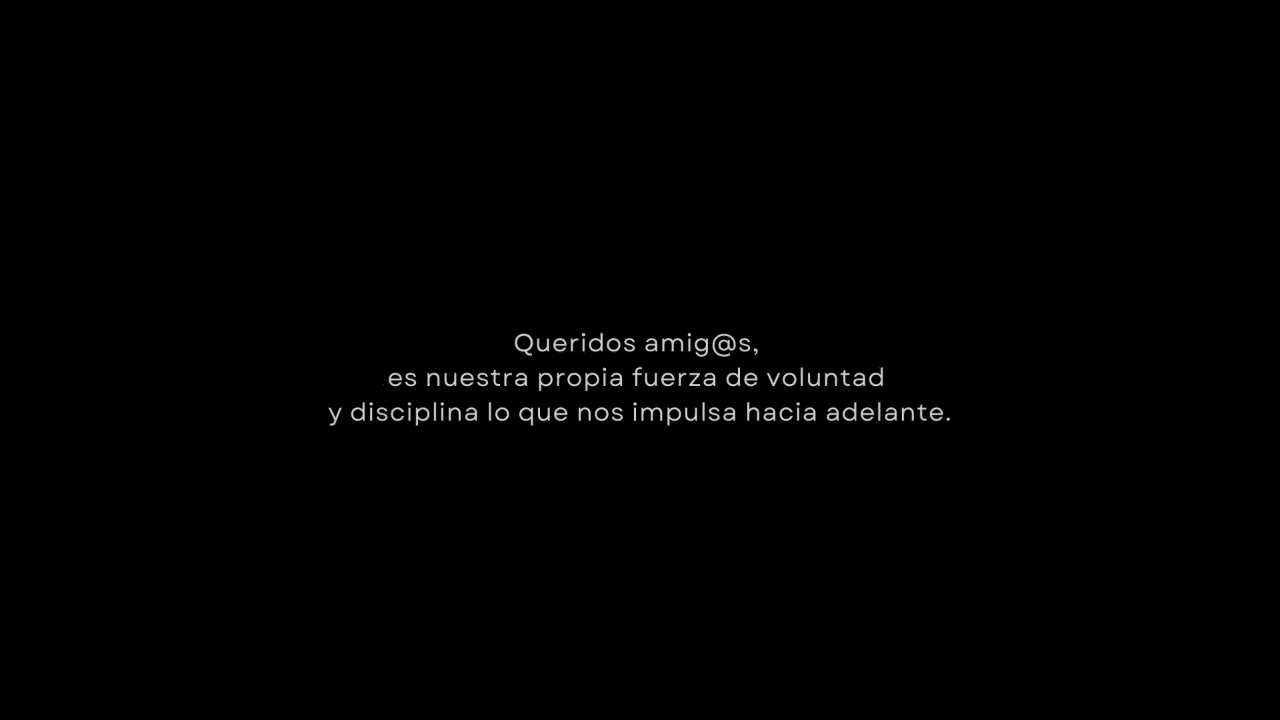 Queridos amig@s,
es nuestra propia fuerza de voluntad
y disciplina lo que nos impulsa hacia adelante.